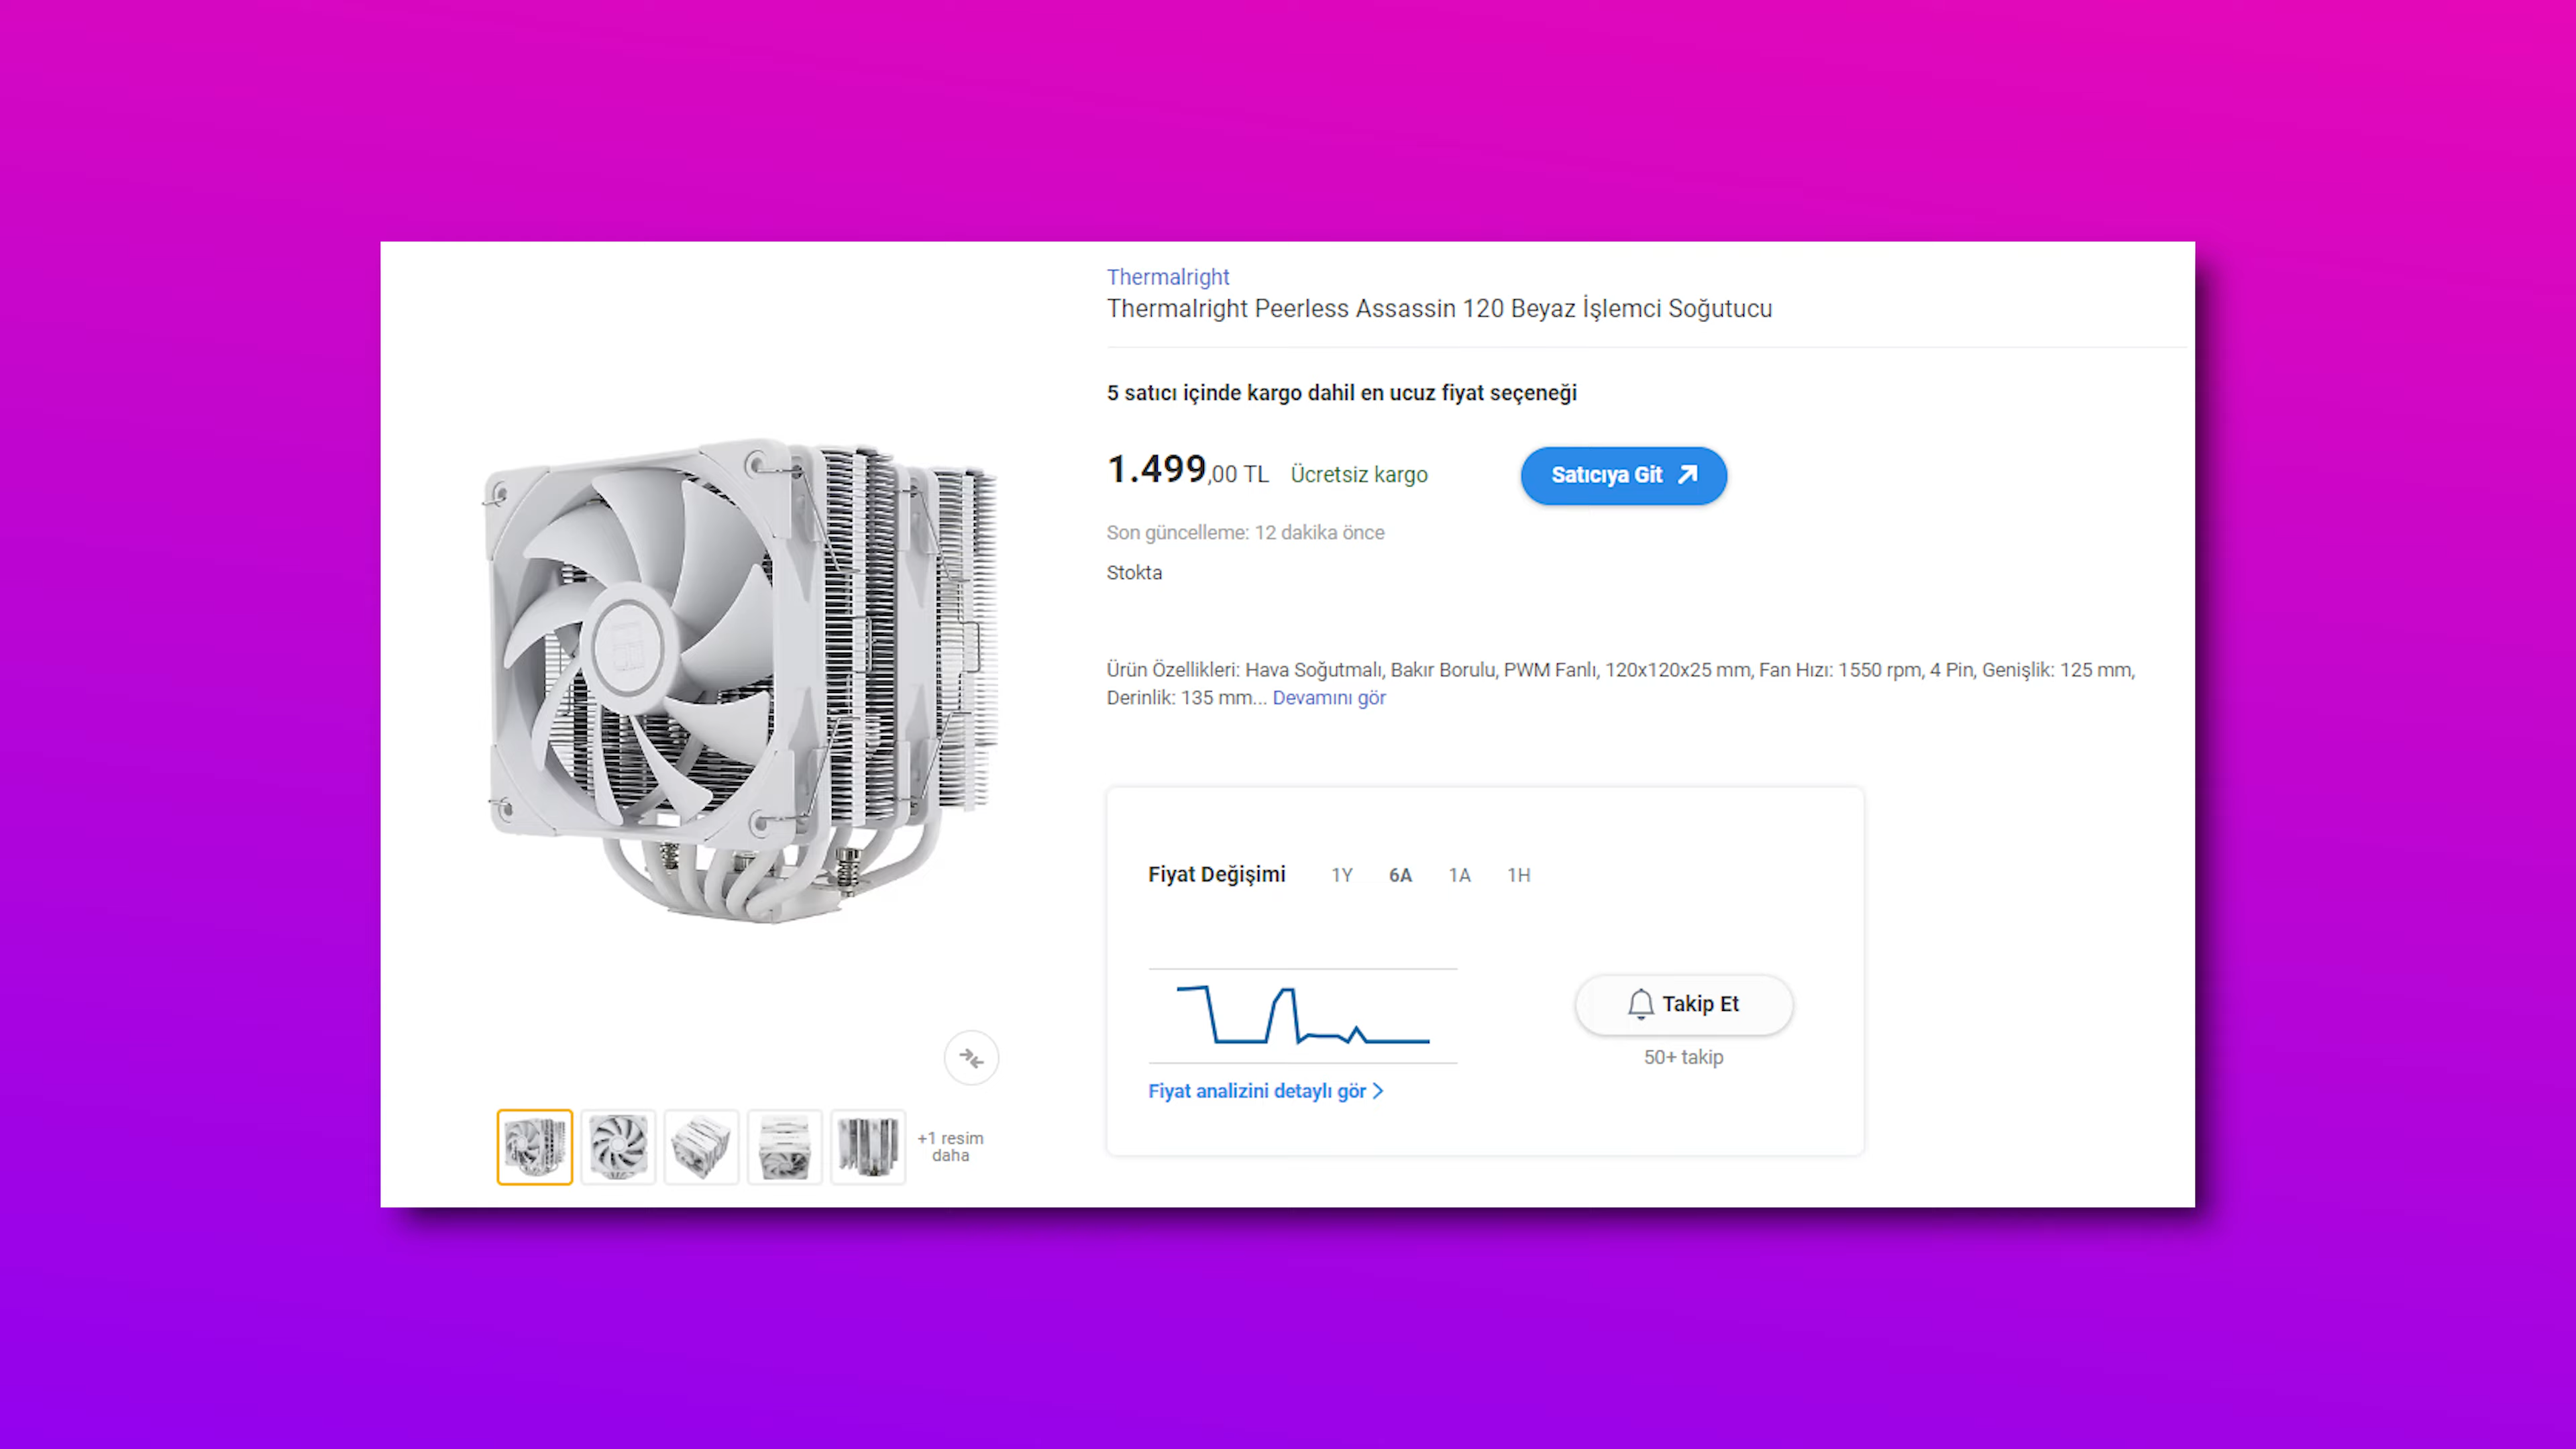 Thermalright
Thermalright Peerless Assassin 120 Beyaz İşlemci Soğutucu
5 satıcı içinde kargo dahil en ucuz fiyat seçeneği
1.499,00 TL Ücretsiz kargo
Satıcıya Git
Son güncelleme: 12 dakika önce
Stokta
Ürün Özellikleri: Hava Soğutmalı, Bakır Borulu, PWM Fanlı, 120x120x25 mm, Fan Hızı: 1550 rpm, 4 Pin, Genişlik: 125 mm,
Derinlik: 135 mm... Devamını gör
Fiyat Değişimi 1Y 6A 1A 1H
Takip Et
50+ takip
Fiyat analizini detaylı gör
+1 resim
daha